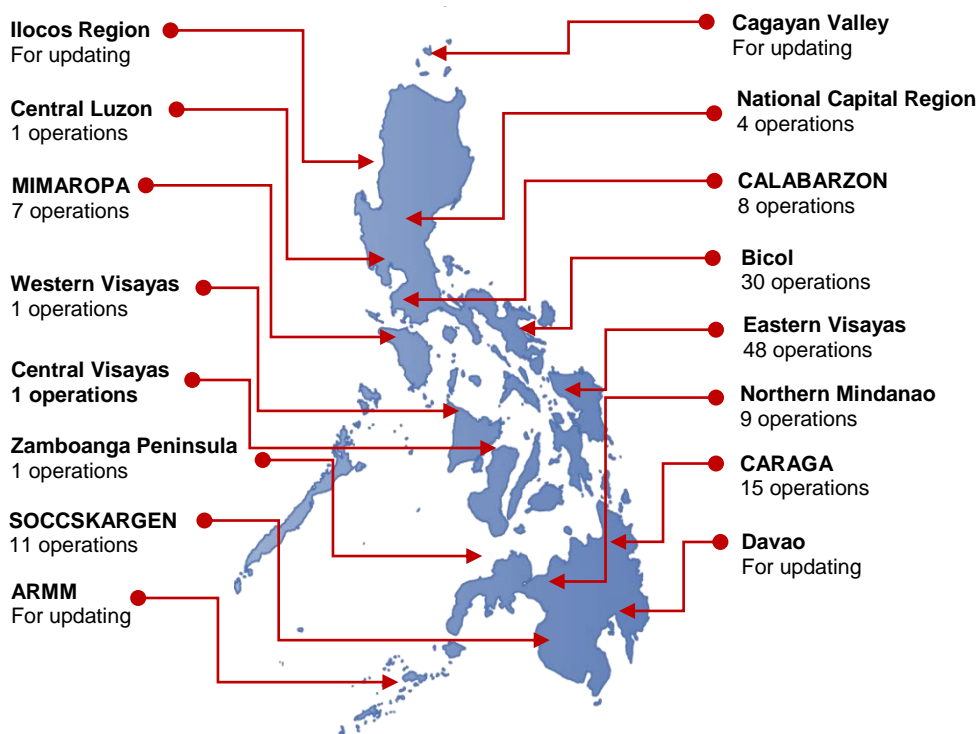 Ilocos Region
For updating
Central Luzon
1 operations
MIMAROPA
7 operations
Western Visayas
1 operations
Central Visayas
1 operations
Zamboanga Peninsula
1 operations
SOCCSKARGEN
11 operations
ARMM
For updating
Cagayan Valley
For updating
National Capital Region
4 operations
CALABARZON
8 operations
Bicol
30 operations
Eastern Visayas
48 operations
Northern Mindanao
9 operations
CARAGA
15 operations
Davao
For updating